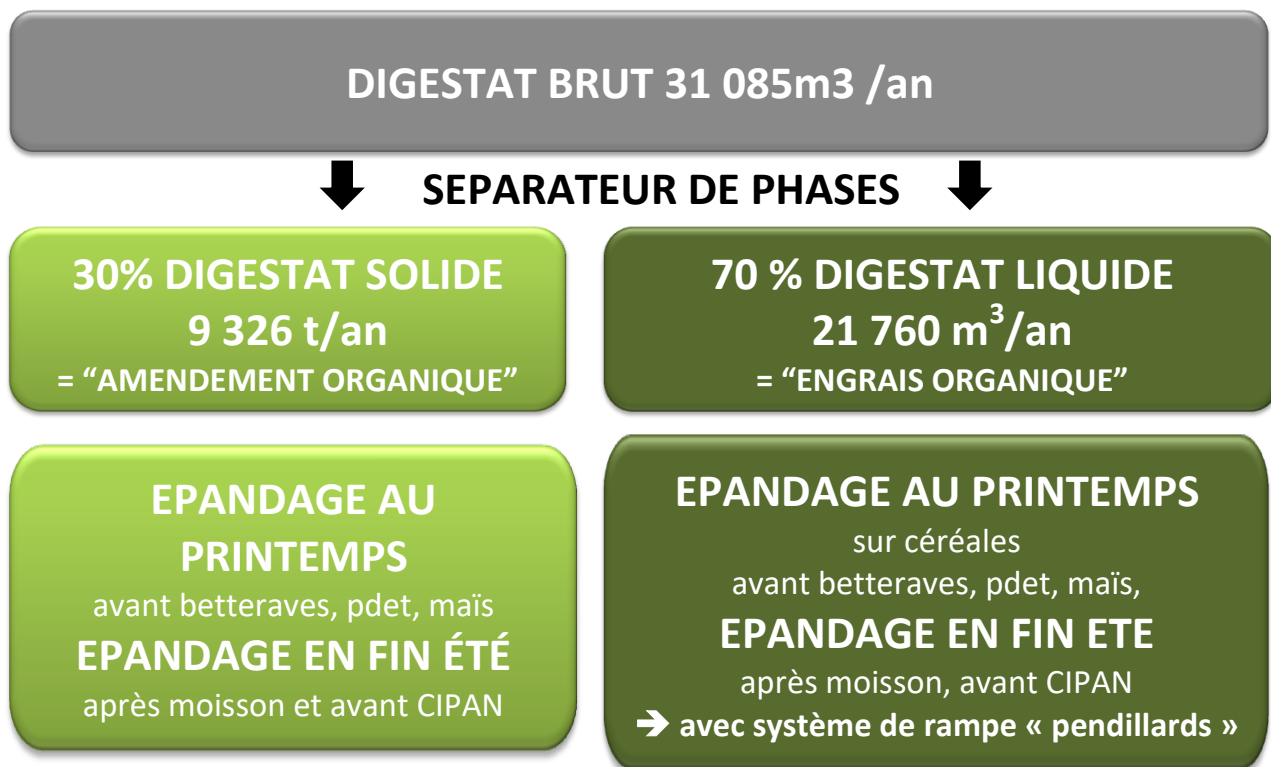 DIGESTAT BRUT 31 085m3 /an
SEPARATEUR DE PHASES
30% DIGESTAT SOLIDE
9 326 t/an
= “AMENDEMENT ORGANIQUE”
70 % DIGESTAT LIQUIDE
21 760 m³/an
= “ENGRAIS ORGANIQUE”
EPANDAGE AU
PRINTEMPS
avant betteraves, pdet, maïs
EPANDAGE EN FIN ÉTÉ
après moisson et avant CIPAN
EPANDAGE AU PRINTEMPS
sur céréales
avant betteraves, pdet, maïs,
EPANDAGE EN FIN ETE
après moisson, avant CIPAN
➔ avec système de rampe « pendillards »